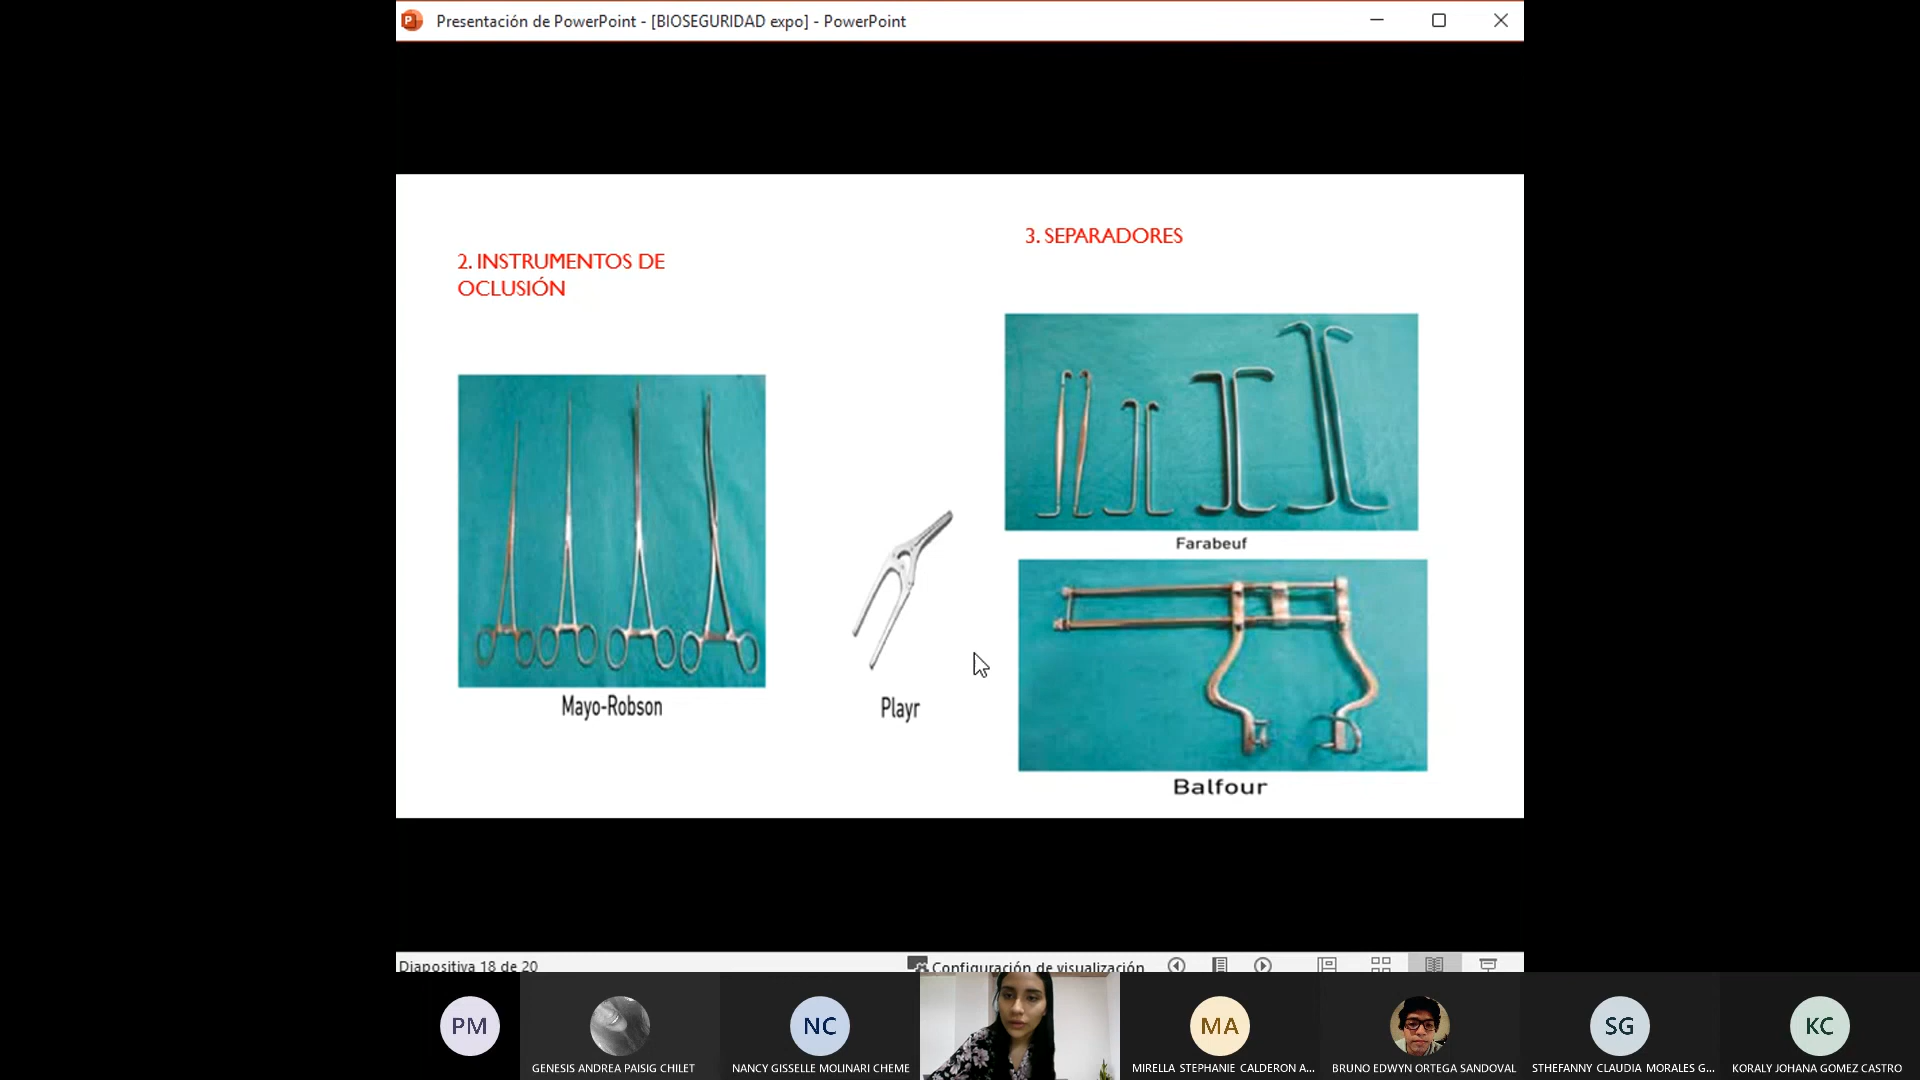 Presentación de PowerPoint - [BIOSEGURIDAD expo] - PowerPoint
2. INSTRUMENTOS DE
OCLUSIÓN
Mayo-Robson
Playr
3. SEPARADORES
Farabeuf
Balfour
Diapositiva 18 de 20
Configuración de visualización
PM
GENESIS ANDREA PAISIG CHILET
NC
NANCY GISSELLE MOLINARI CHEME
MA
MIRELLA STEPHANIE CALDERON A...
BRUNO EDWYN ORTEGA SANDOVAL
SG
STHEFANNY CLAUDIA MORALES G...
KC
KORALY JOHANA GOMEZ CASTRO